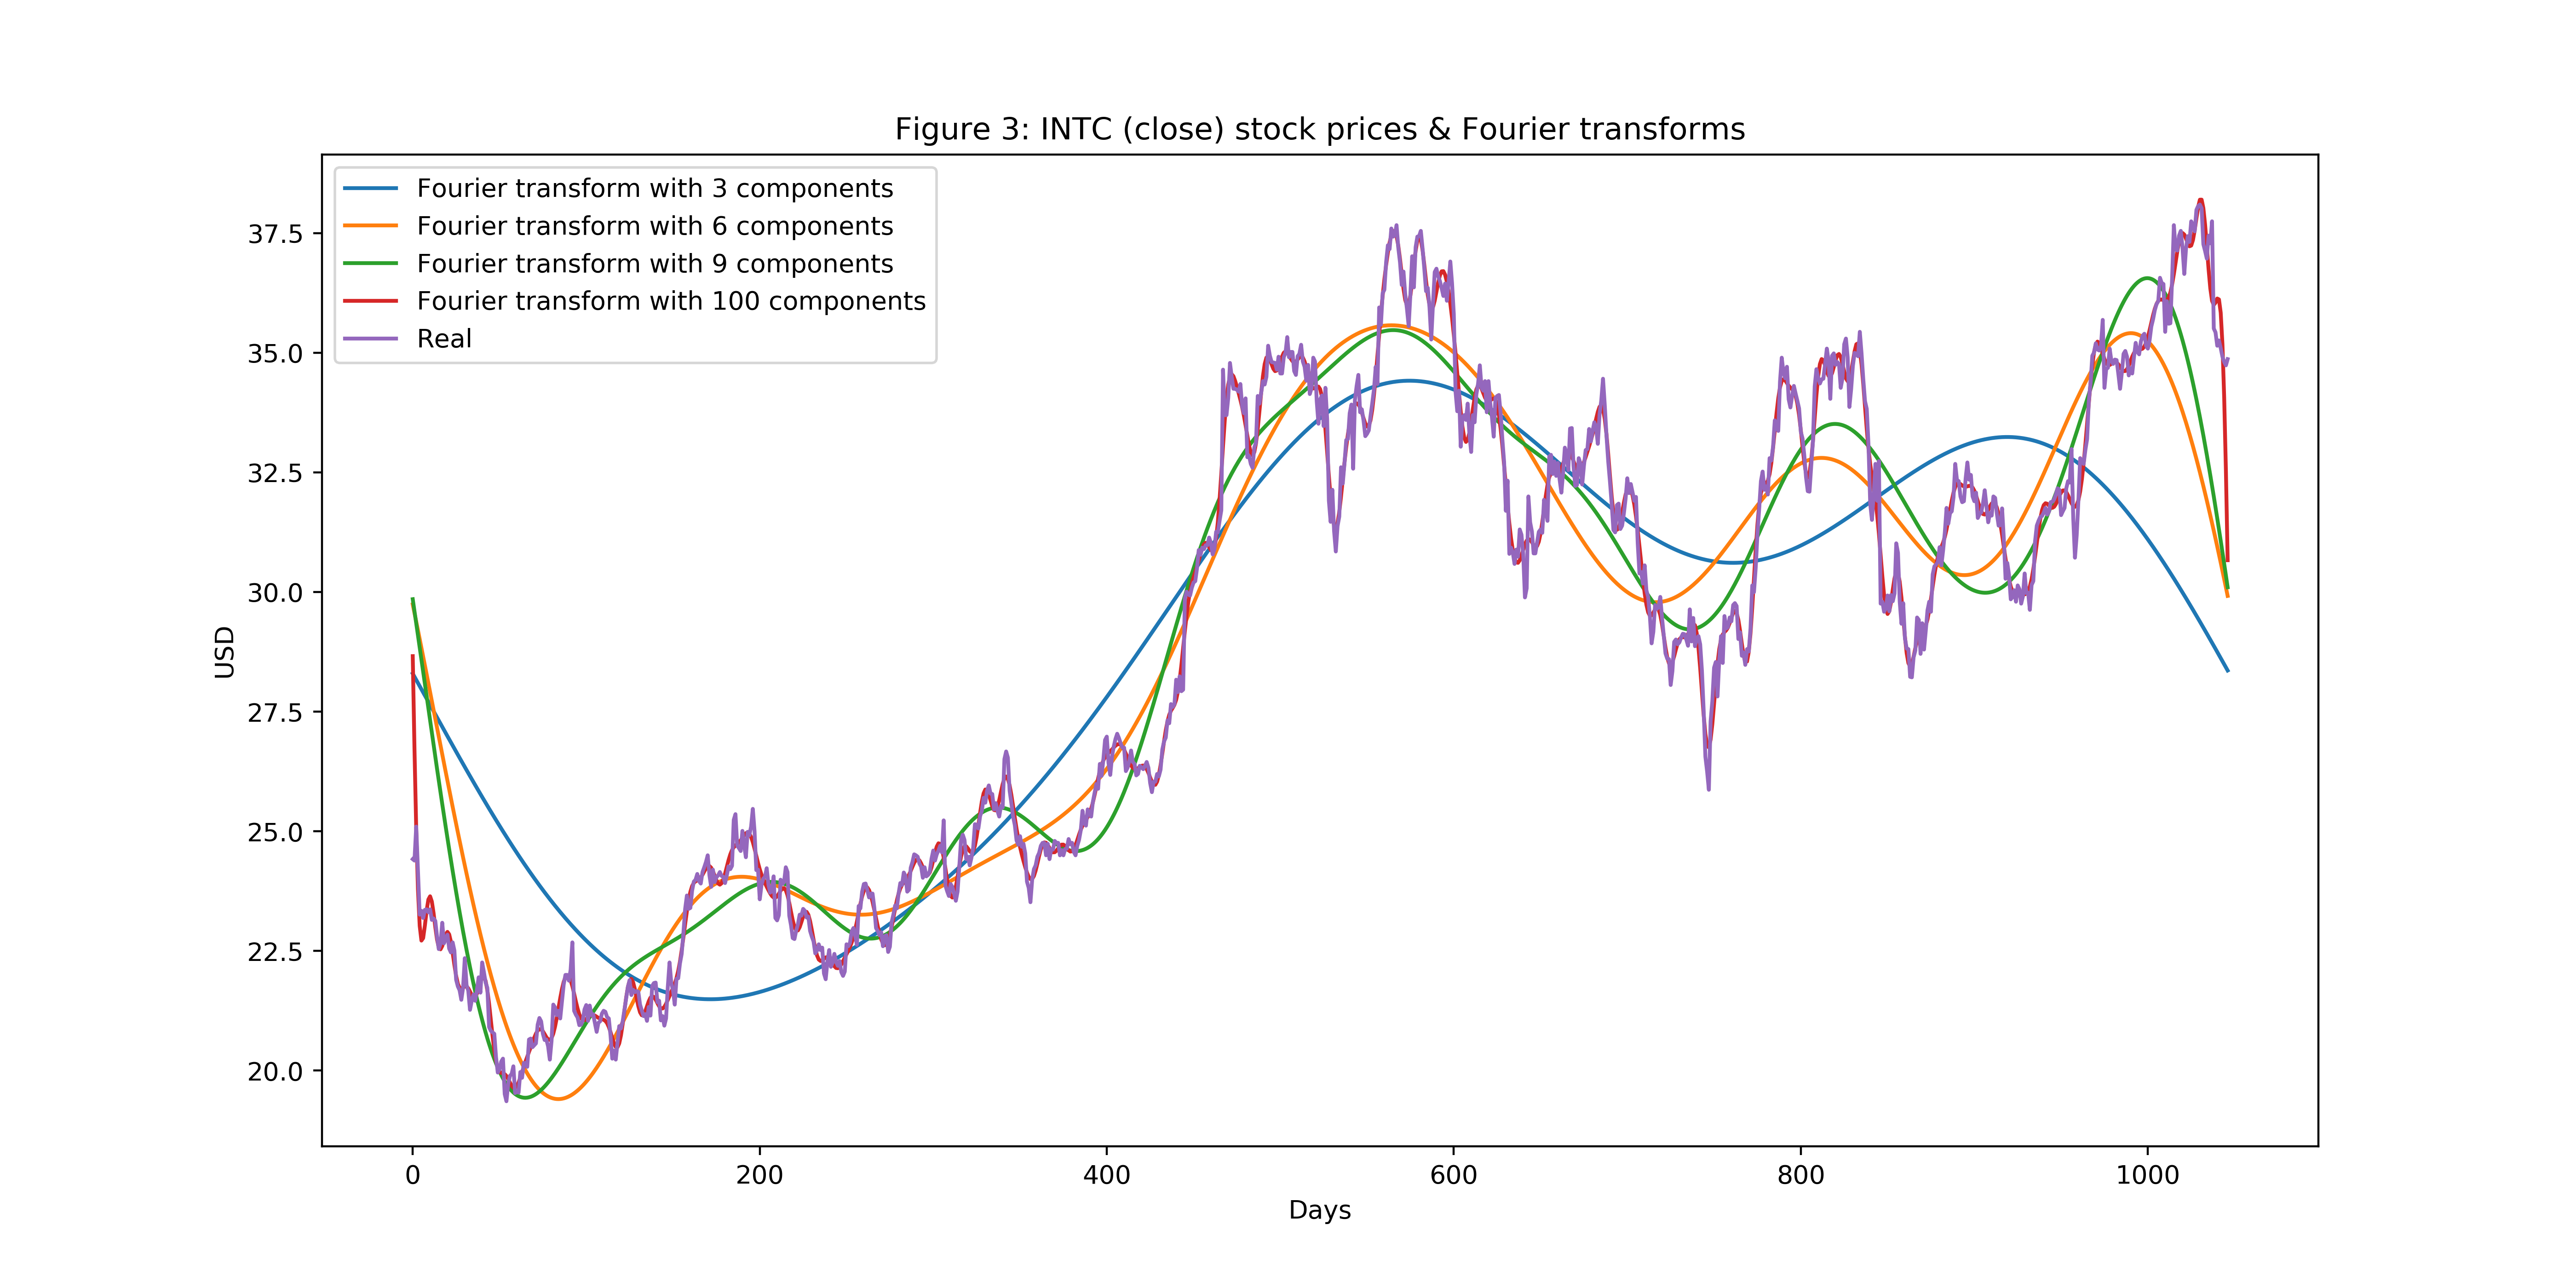 Figure 3: INTC (close) stock prices & Fourier transforms
Fourier transform with 3 components
Fourier transform with 6 components
Fourier transform with 9 components
Fourier transform with 100 components
Real
37.5
35.0
32.5
30.0
27.5
25.0
22.5
20.0
USD
0 200 400 600 800 1000
Days